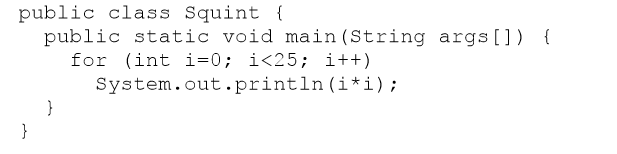 public class Squint {
  public static void main(String args[]) {
    for (int i=0; i<25; i++)
      System.out.println(i*i);
  }
}